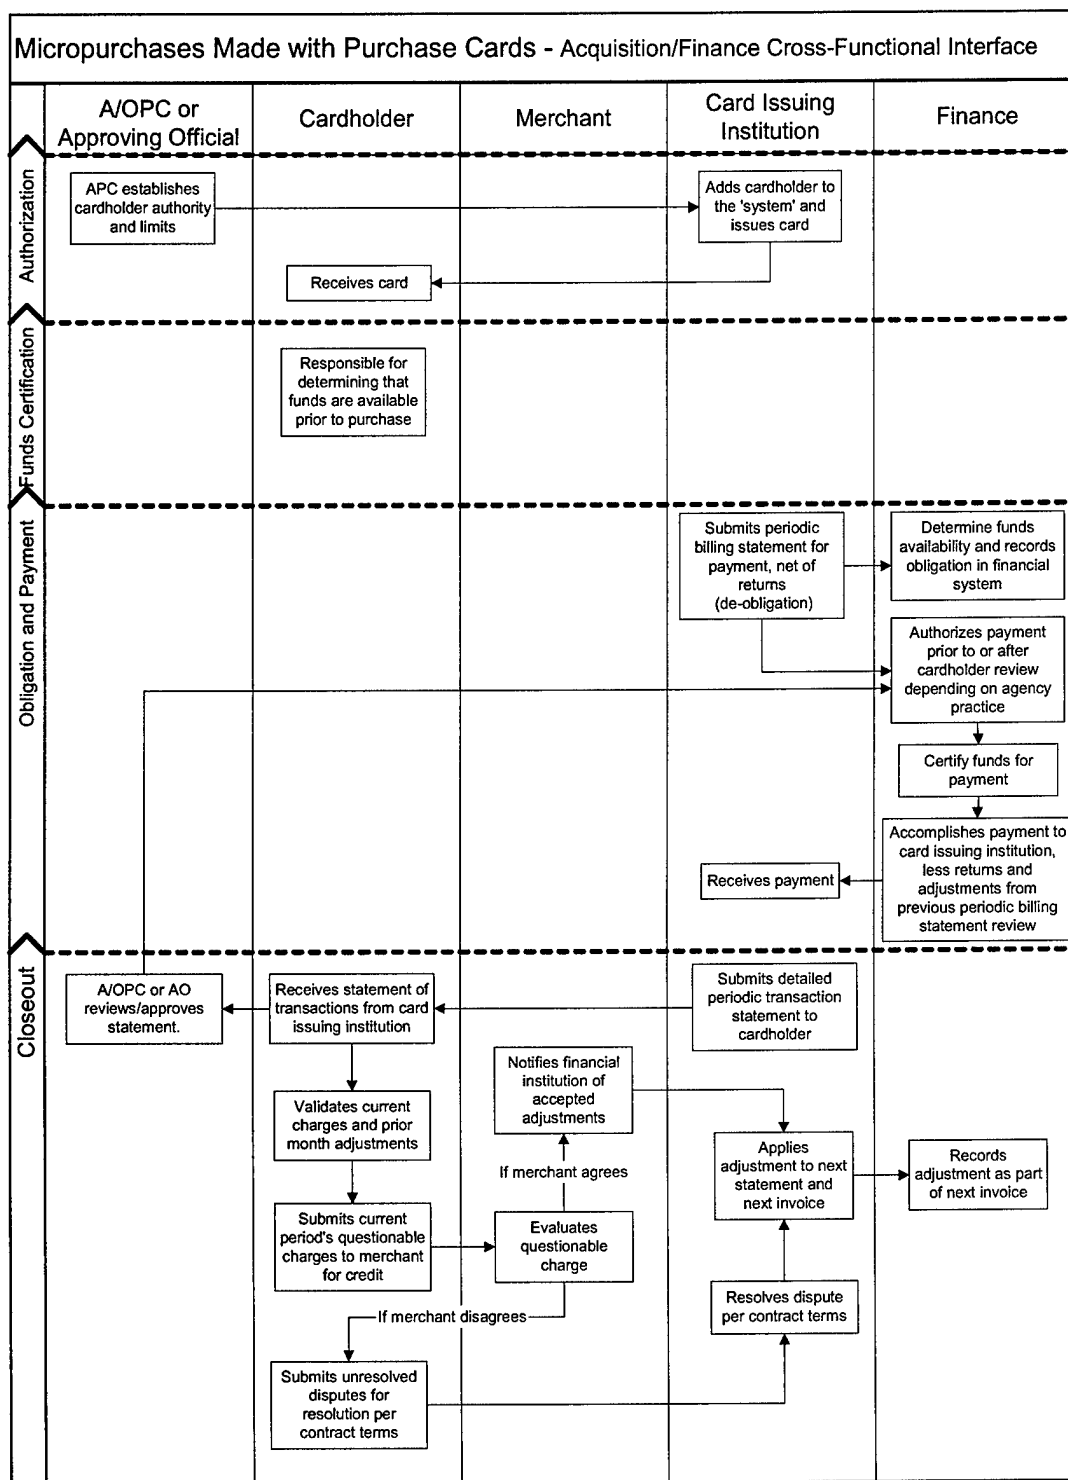 Micropurchases Made with Purchase Cards - Acquisition/Finance Cross-Functional Interface
A/OPC or
Approving Official
Cardholder
Merchant
Card Issuing
Institution
Finance
Authorization
APC establishes
cardholder authority
and limits
Adds cardholder to
the 'system' and
issues card
Receives card
Funds Certification
Responsible for
determining that
funds are available
prior to purchase
Obligation and Payment
Submits periodic
billing statement for
payment, net of
returns
(de-obligation)
Determine funds
availability and records
obligation in financial
system
Authorizes payment
prior to or after
cardholder review
depending on agency
practice
Certify funds for
payment
Accomplishes payment to
card issuing institution,
less returns and
adjustments from
previous periodic billing
statement review
Receives payment
Closeout
A/OPC or AO
reviews/approves
statement.
Receives statement of
transactions from card
issuing institution
Submits detailed
periodic transaction
statement to
cardholder
Notifies financial
institution of
accepted
adjustments
Validates current
charges and prior
month adjustments
If merchant agrees
Applies
adjustment to next
statement and
next invoice
Records
adjustment as part
of next invoice
Submits current
period's questionable
charges to merchant
for credit
Evaluates
questionable
charge
Resolves dispute
per contract terms
If merchant disagrees
Submits unresolved
disputes for
resolution per
contract terms